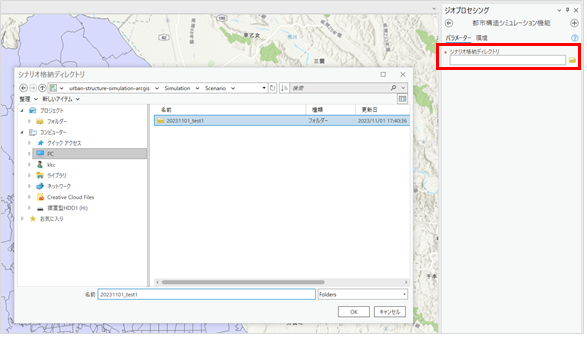 ジオプロセシング
都市構造シミュレーション機能
パラメーター 環境
シナリオ格納ディレクトリ
章乙女
三国
シナリオ格納ディレクトリ
urban-structure-simulation-arcgis ▸ Simulation ▸ Scenario ▸
検索
整理 新しいアイテム
名前 種類 更新日
プロジェクト
フォルダー
コンピューター
クイック アクセス
PC
kkc
ライブラリ
ネットワーク
Creative Cloud Files
据置型HDD1 (H:)
お気に入り
20231101_test1 フォルダー 2023/11/01 17:40:36
名前 20231101_test1 Folders
OK キャンセル